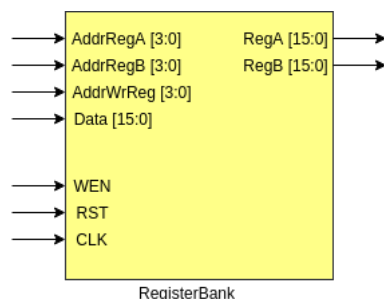 AddrRegA [3:0] RegA [15:0]
AddrRegB [3:0] RegB [15:0]
AddrWrReg [3:0]
Data [15:0]
WEN
RST
CLK
RegisterBank